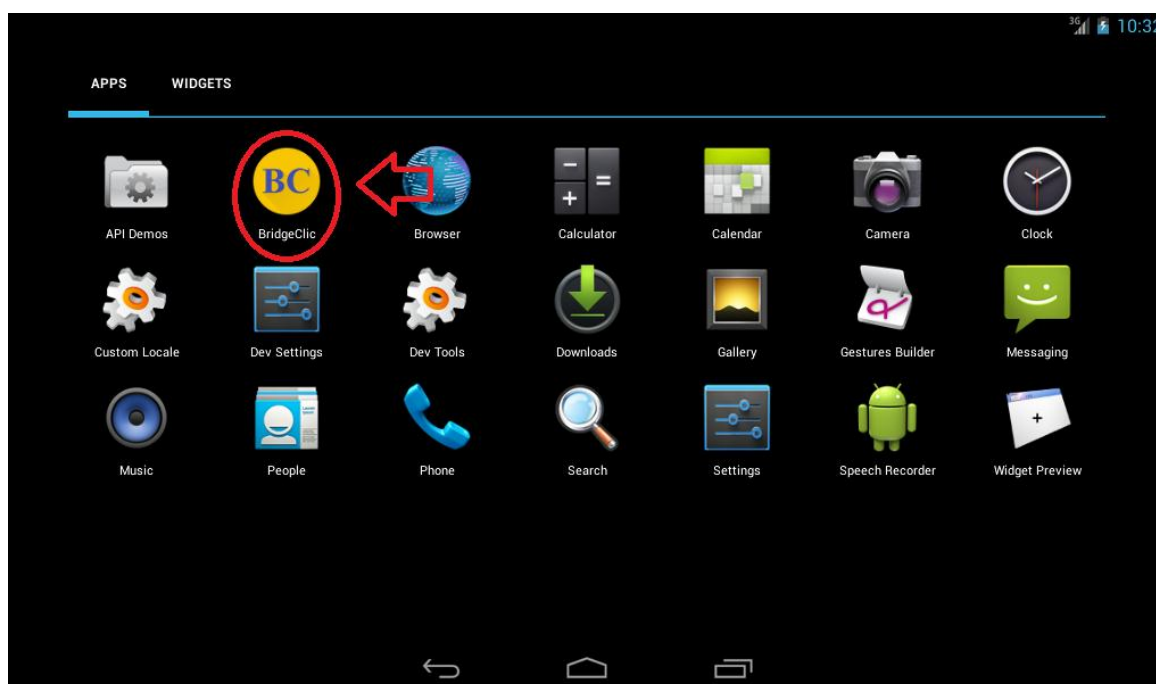 3G 10:32
APPS WIDGETS
BC
API Demos BridgeClic Browser Calculator Calendar Camera Clock
Custom Locale Dev Settings Dev Tools Downloads Gallery Gestures Builder Messaging
Music People Phone Search Settings Speech Recorder Widget Preview